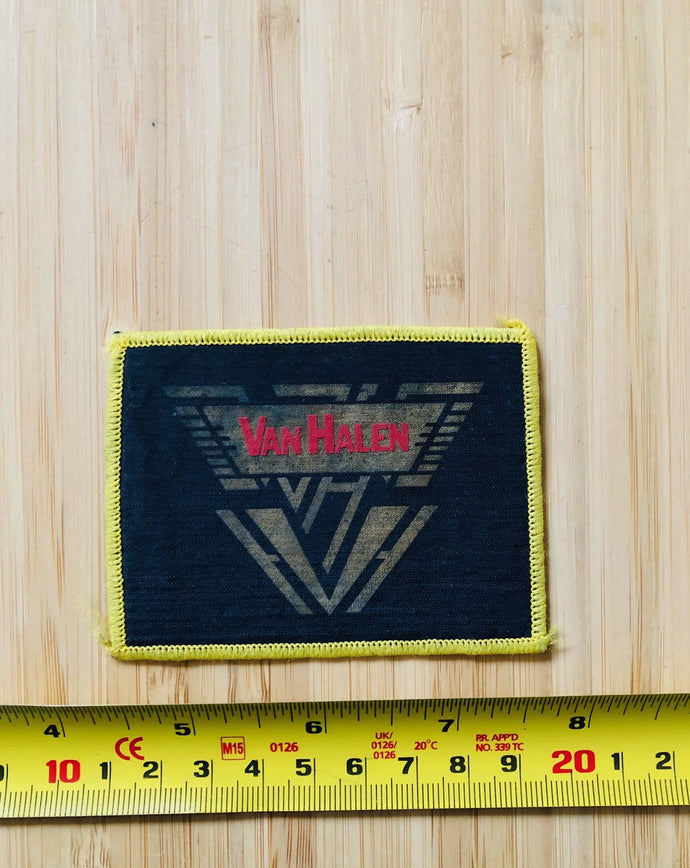 VAN HALEN
4 5 6 7 8
CE M15 0126 UK/ 0126/ 0126 20°C P.R. APP'D NO. 339 TC
10 1 2 3 4 5 6 7 8 9 20 1 2